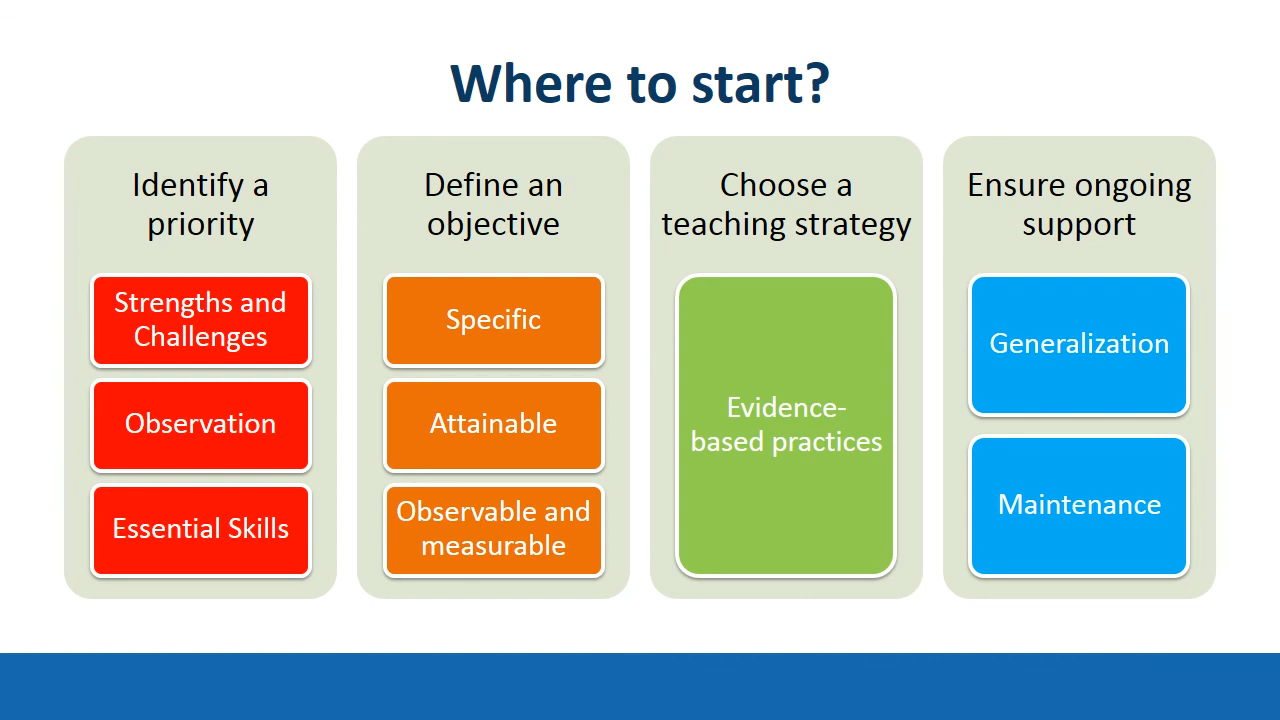 Where to start?
Identify a
priority
Strengths and
Challenges
Observation
Essential Skills
Define an
objective
Specific
Attainable
Observable and
measurable
Choose a
teaching strategy
Evidence-
based practices
Ensure ongoing
support
Generalization
Maintenance